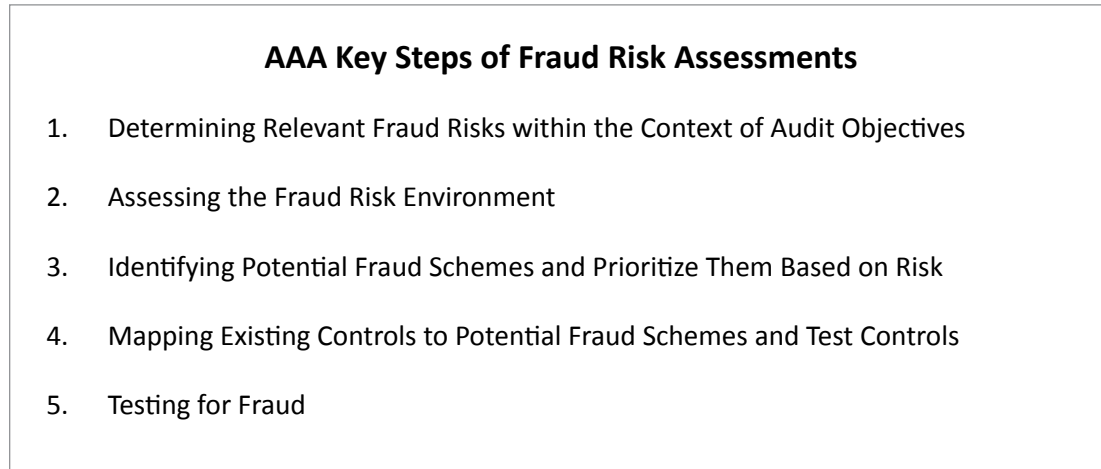 AAA Key Steps of Fraud Risk Assessments
1. Determining Relevant Fraud Risks within the Context of Audit Objectives
2. Assessing the Fraud Risk Environment
3. Identifying Potential Fraud Schemes and Prioritize Them Based on Risk
4. Mapping Existing Controls to Potential Fraud Schemes and Test Controls
5. Testing for Fraud